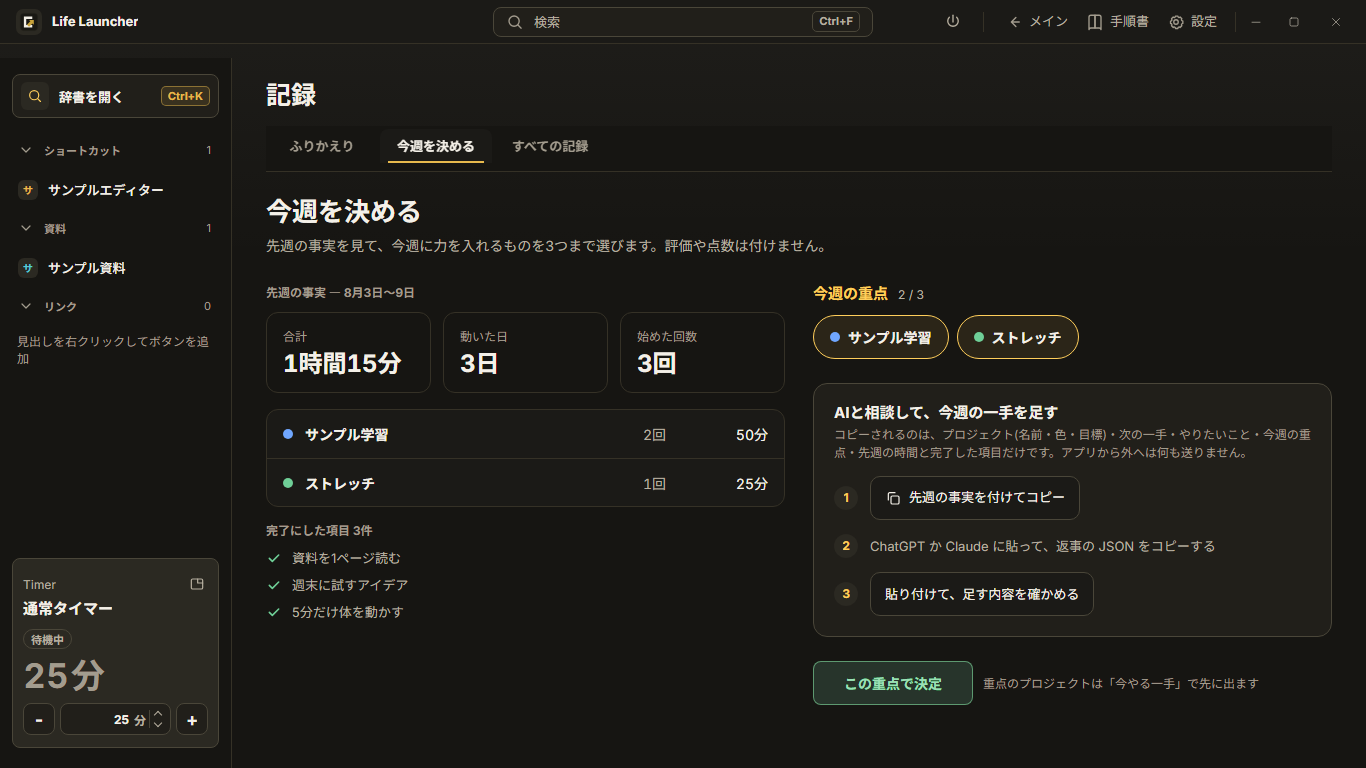 Life Launcher
検索
Ctrl+F
メイン
手順書
設定
辞書を開く
Ctrl+K
ショートカット 1
サ サンプルエディター
資料 1
サ サンプル資料
リンク 0
見出しを右クリックしてボタンを追
加
Timer
通常タイマー
待機中
25分
- 25 分 +
記録
ふりかえり 今週を決める すべての記録
今週を決める
先週の事実を見て、今週に力を入れるものを3つまで選びます。評価や点数は付けません。
先週の事実 — 8月3日〜9日
合計
1時間15分
動いた日
3日
始めた回数
3回
サンプル学習 2回 50分
ストレッチ 1回 25分
完了にした項目 3件
資料を1ページ読む
週末に試すアイデア
5分だけ体を動かす
今週の重点 2 / 3
サンプル学習
ストレッチ
AIと相談して、今週の一手を足す
コピーされるのは、プロジェクト(名前・色・目標)・次の一手・やりたいこと・今週の重
点・先週の時間と完了した項目だけです。アプリから外へは何も送りません。
1 先週の事実を付けてコピー
2 ChatGPT か Claude に貼って、返事の JSON をコピーする
3 貼り付けて、足す内容を確かめる
この重点で決定
重点のプロジェクトは「今やる一手」で先に出ます